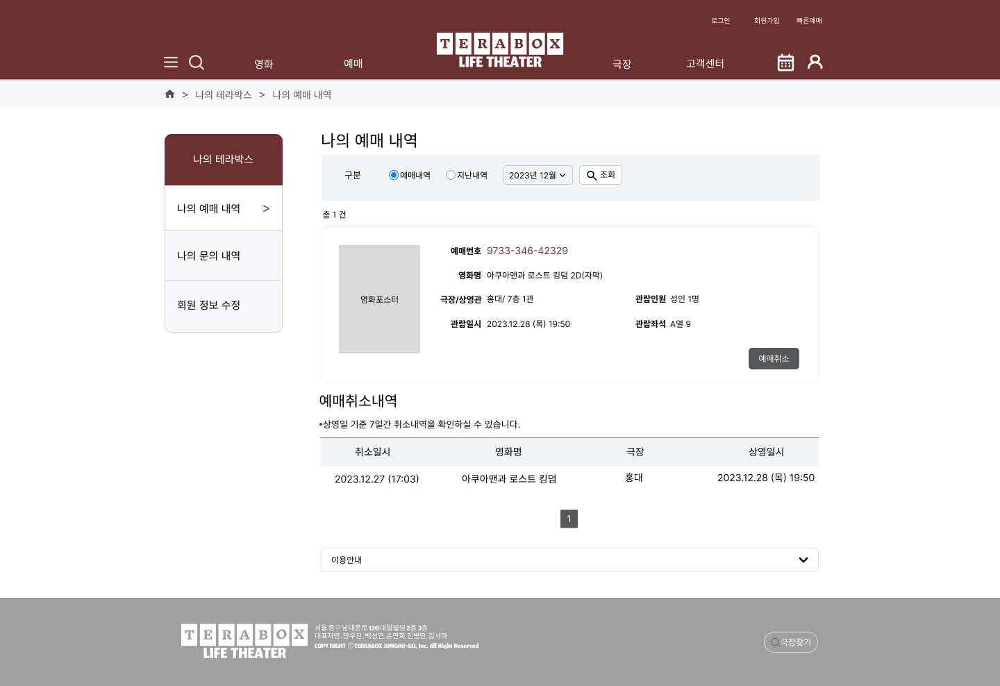 로그인 회원가입 빠른예매
TERABOX
LIFE THEATER
영화 예매 극장 고객센터
> 나의 테라박스 > 나의 예매 내역
나의 테라박스
나의 예매 내역 >
나의 문의 내역
회원 정보 수정
나의 예매 내역
구분 예매내역 지난내역 2023년 12월 조회
총 1 건
영화포스터
예매번호 9733-346-42329
영화명 아쿠아맨과 로스트 킹덤 2D(자막)
극장/상영관 홍대/ 7층 1관 관람인원 성인 1명
관람일시 2023.12.28 (목) 19:50 관람좌석 A열 9
예매취소
예매취소내역
•상영일 기준 7일간 취소내역을 확인하실 수 있습니다.
취소일시 영화명 극장 상영일시
2023.12.27 (17:03) 아쿠아맨과 로스트 킹덤 홍대 2023.12.28 (목) 19:50
1
이용안내
TERABOX
LIFE THEATER
서울 중구 남대문로 120 대일빌딩 2층, 3층
대표자명 . 양우찬 , 백성연, 손연희, 진병만, 김서하
COPY RIGHT ⓒTERRABOX JONGRO-GO, Inc. All Right Reserved
극장찾기